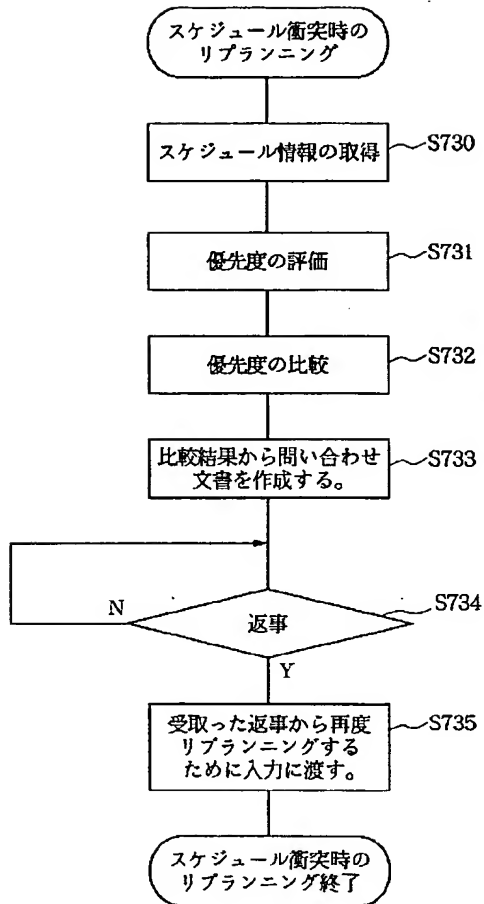 スケジュール衝突時の
リプランニング
スケジュール情報の取得
S730
優先度の評価
S731
優先度の比較
S732
比較結果から問い合わせ
文書を作成する。
S733
N
返事
S734
Y
受取った返事から再度
リプランニングする
ために入力に渡す。
S735
スケジュール衝突時の
リプランニング終了